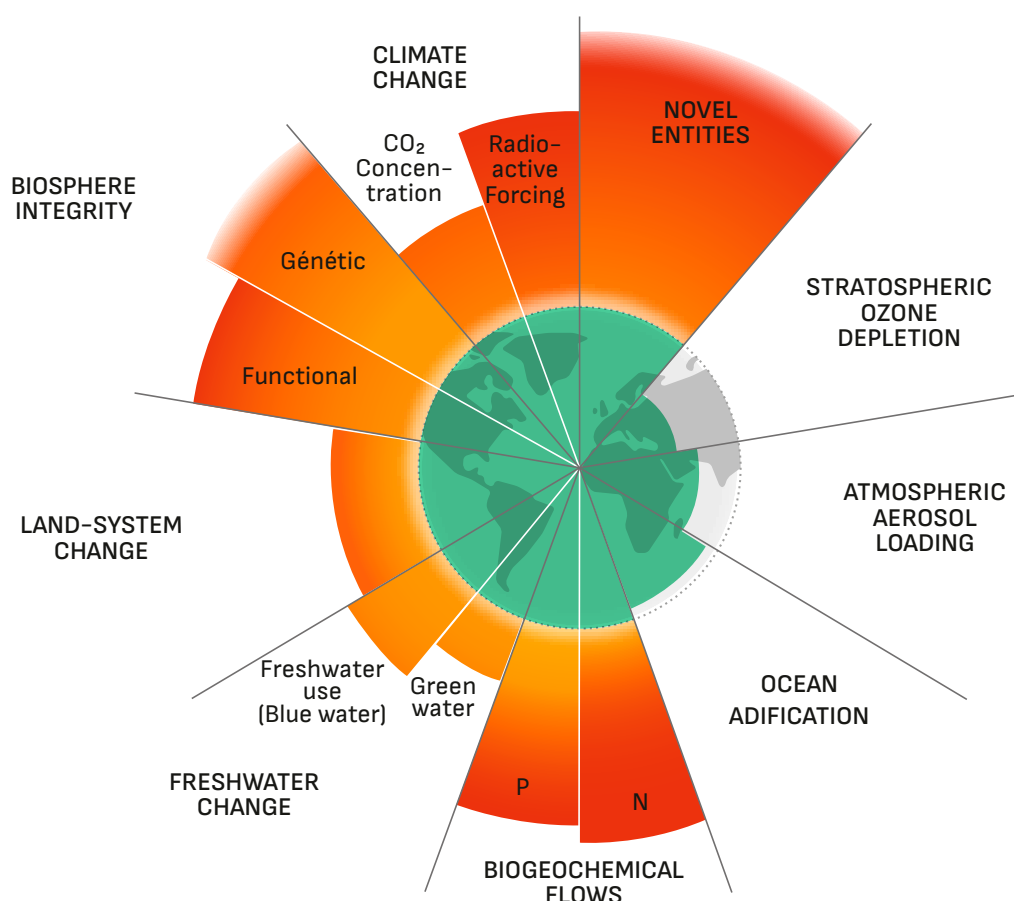 CLIMATE
CHANGE
NOVEL
ENTITIES
CO₂
Concen-
tration
Radio-
active
Forcing
BIOSPHERE
INTEGRITY
Génétic
STRATOSPHERIC
OZONE
DEPLETION
Functional
ATMOSPHERIC
AEROSOL
LOADING
LAND-SYSTEM
CHANGE
Freshwater
use
(Blue water)
Green
water
OCEAN
ADIFICATION
FRESHWATER
CHANGE
P
N
BIOGEOCHEMICAL
FLOWS